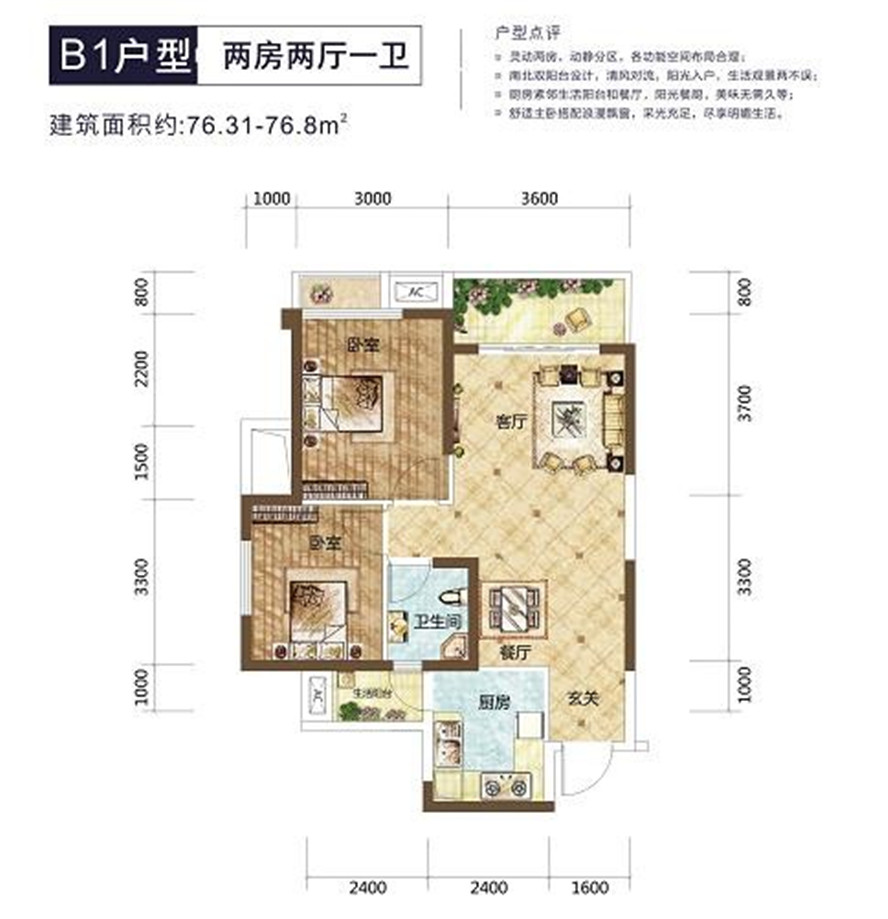 B1户型 两房两厅一卫
建筑面积约:76.31-76.8m²
户型点评
灵动两房，动静分区，各功能空间布局合理；
南北双阳台设计，清风对流，阳光入户，生活观景两不误；
厨房紧邻生活阳台和餐厅，阳光餐厨，美味无需久等；
舒适主卧搭配浪漫飘窗，采光充足，尽享明媚生活。
1000 3000 3600
800
2200
1500
3300
1000
AC
卧室
客厅
卧室
卫生间
餐厅
AC
生活阳台
厨房
玄关
800
3700
3300
1000
2400 2400 1600